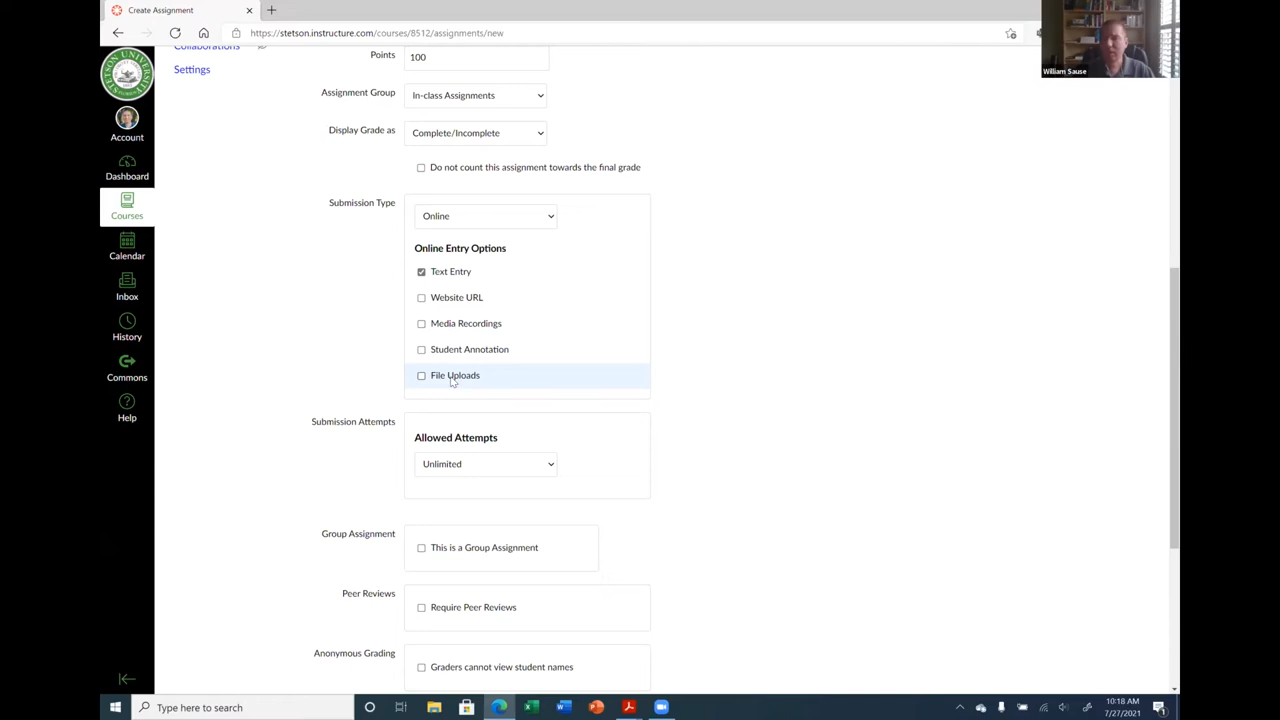 Create Assignment
https://stetson.instructure.com/courses/8512/assignments/new
William Sause
STETSON UNIVERSITY
Account
Dashboard
Courses
Calendar
Inbox
History
Commons
Help
Collaborations
Settings
Points
100
Assignment Group
In-class Assignments
Display Grade as
Complete/Incomplete
Do not count this assignment towards the final grade
Submission Type
Online
Online Entry Options
Text Entry
Website URL
Media Recordings
Student Annotation
File Uploads
Submission Attempts
Allowed Attempts
Unlimited
Group Assignment
This is a Group Assignment
Peer Reviews
Require Peer Reviews
Anonymous Grading
Graders cannot view student names
Type here to search
10:18 AM
7/27/2021